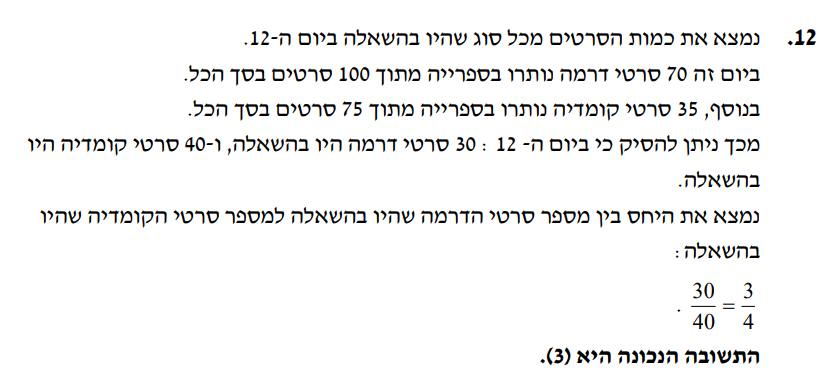 12. נמצא את כמות הסרטים מכל סוג שהיו בהשאלה ביום ה-12.
ביום זה 70 סרטי דרמה נותרו בספרייה מתוך 100 סרטים בסך הכל.
בנוסף, 35 סרטי קומדיה נותרו בספרייה מתוך 75 סרטים בסך הכל.
מכך ניתן להסיק כי ביום ה- 12 : 30 סרטי דרמה היו בהשאלה, ו-40 סרטי קומדיה היו
בהשאלה.
נמצא את היחס בין מספר סרטי הדרמה שהיו בהשאלה למספר סרטי הקומדיה שהיו
בהשאלה:
30/40 = 3/4 .
התשובה הנכונה היא (3).